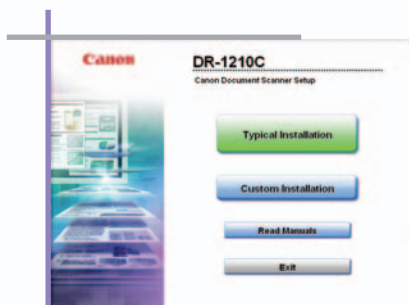 Canon
DR-1210C
Canon Document Scanner Setup
Typical Installation
Custom Installation
Read Manuals
Exit